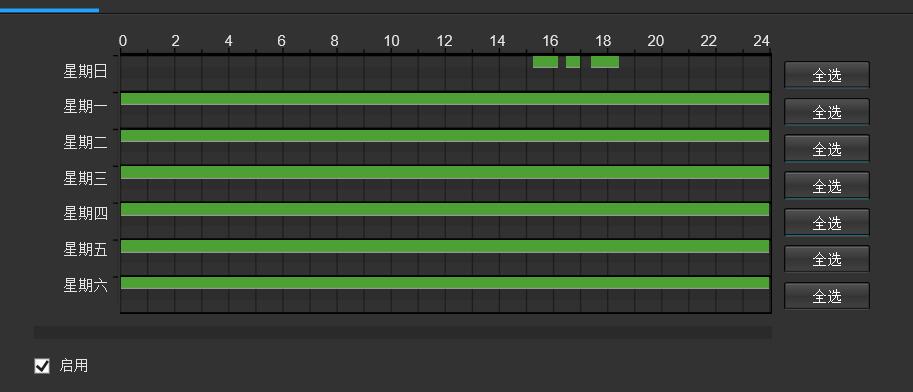 0 2 4 6 8 10 12 14 16 18 20 22 24
星期日 全选
星期一 全选
星期二 全选
星期三 全选
星期四 全选
星期五 全选
星期六 全选
启用